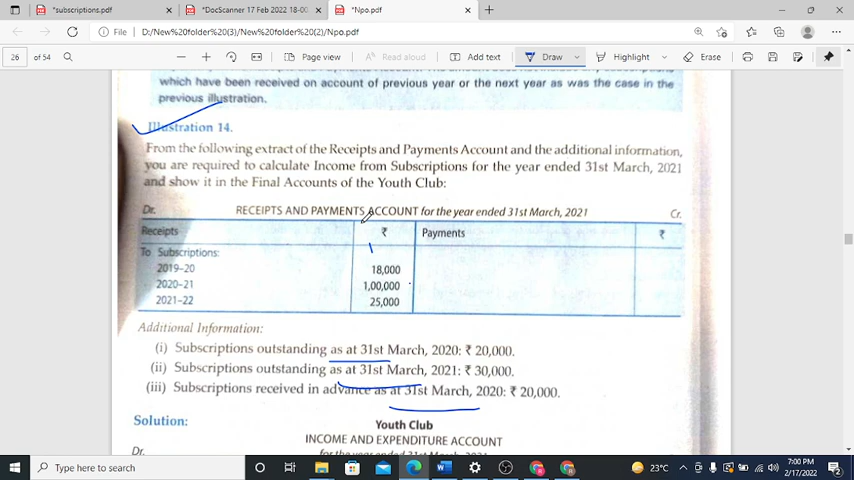 *subscriptions.pdf
*DocScanner 17 Feb 2022 18-00
*Npo.pdf
D:/New%20folder%20(3)/New%20folder%20(2)/Npo.pdf
26 of 54
Page view
Read aloud
Add text
Draw
Highlight
Erase
which have been received on account of previous year or the next year as was the case in the
previous illustration.
Illustration 14.
From the following extract of the Receipts and Payments Account and the additional information,
you are required to calculate Income from Subscriptions for the year ended 31st March, 2021
and show it in the Final Accounts of the Youth Club:
Dr. RECEIPTS AND PAYMENTS ACCOUNT for the year ended 31st March, 2021 Cr.
Receipts ₹ Payments ₹
To Subscriptions:
2019-20 18,000
2020-21 1,00,000
2021-22 25,000
Additional Information:
(i) Subscriptions outstanding as at 31st March, 2020: ₹ 20,000.
(ii) Subscriptions outstanding as at 31st March, 2021: ₹ 30,000.
(iii) Subscriptions received in advance as at 31st March, 2020: ₹ 20,000.
Solution:
Youth Club
INCOME AND EXPENDITURE ACCOUNT
Dr.
for the year ended 31st March, 2021
Type here to search
23°C
7:00 PM
2/17/2022